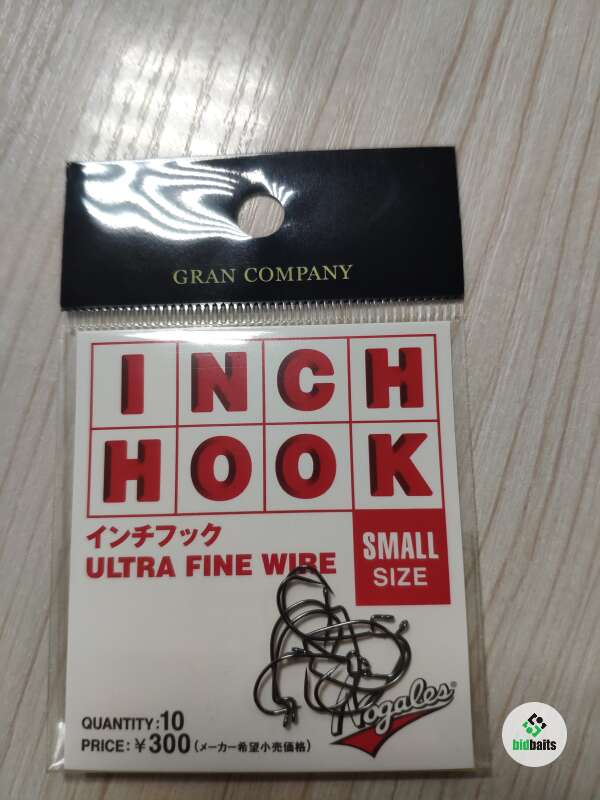 GRAN COMPANY
INCH
HOOK
インチフック
ULTRA FINE WIRE
SMALL
SIZE
Nogales®
QUANTITY:10
PRICE:¥300(メーカー希望小売価格)
bidbaits